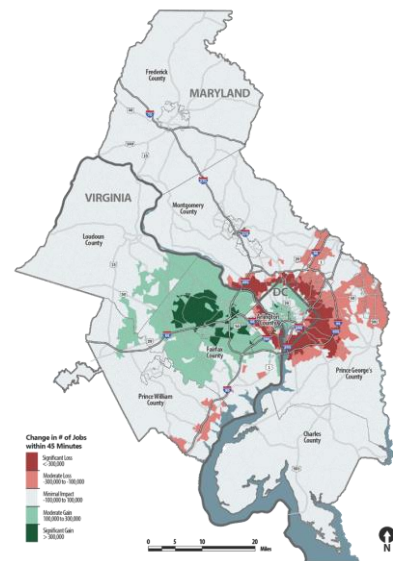 Frederick
County
MARYLAND
VIRGINIA
Montgomery
County
Loudoun
County
DC
Arlington
County
Fairfax
County
Prince George's
County
Prince William
County
Charles
County
Change in # of Jobs
within 45 Minutes
Significant Loss
< -300,000
Moderate Loss
-300,000 to -100,000
Minimal Impact
-100,000 to 100,000
Moderate Gain
100,000 to 300,000
Significant Gain
> 300,000
0 5 10 20
Miles
N